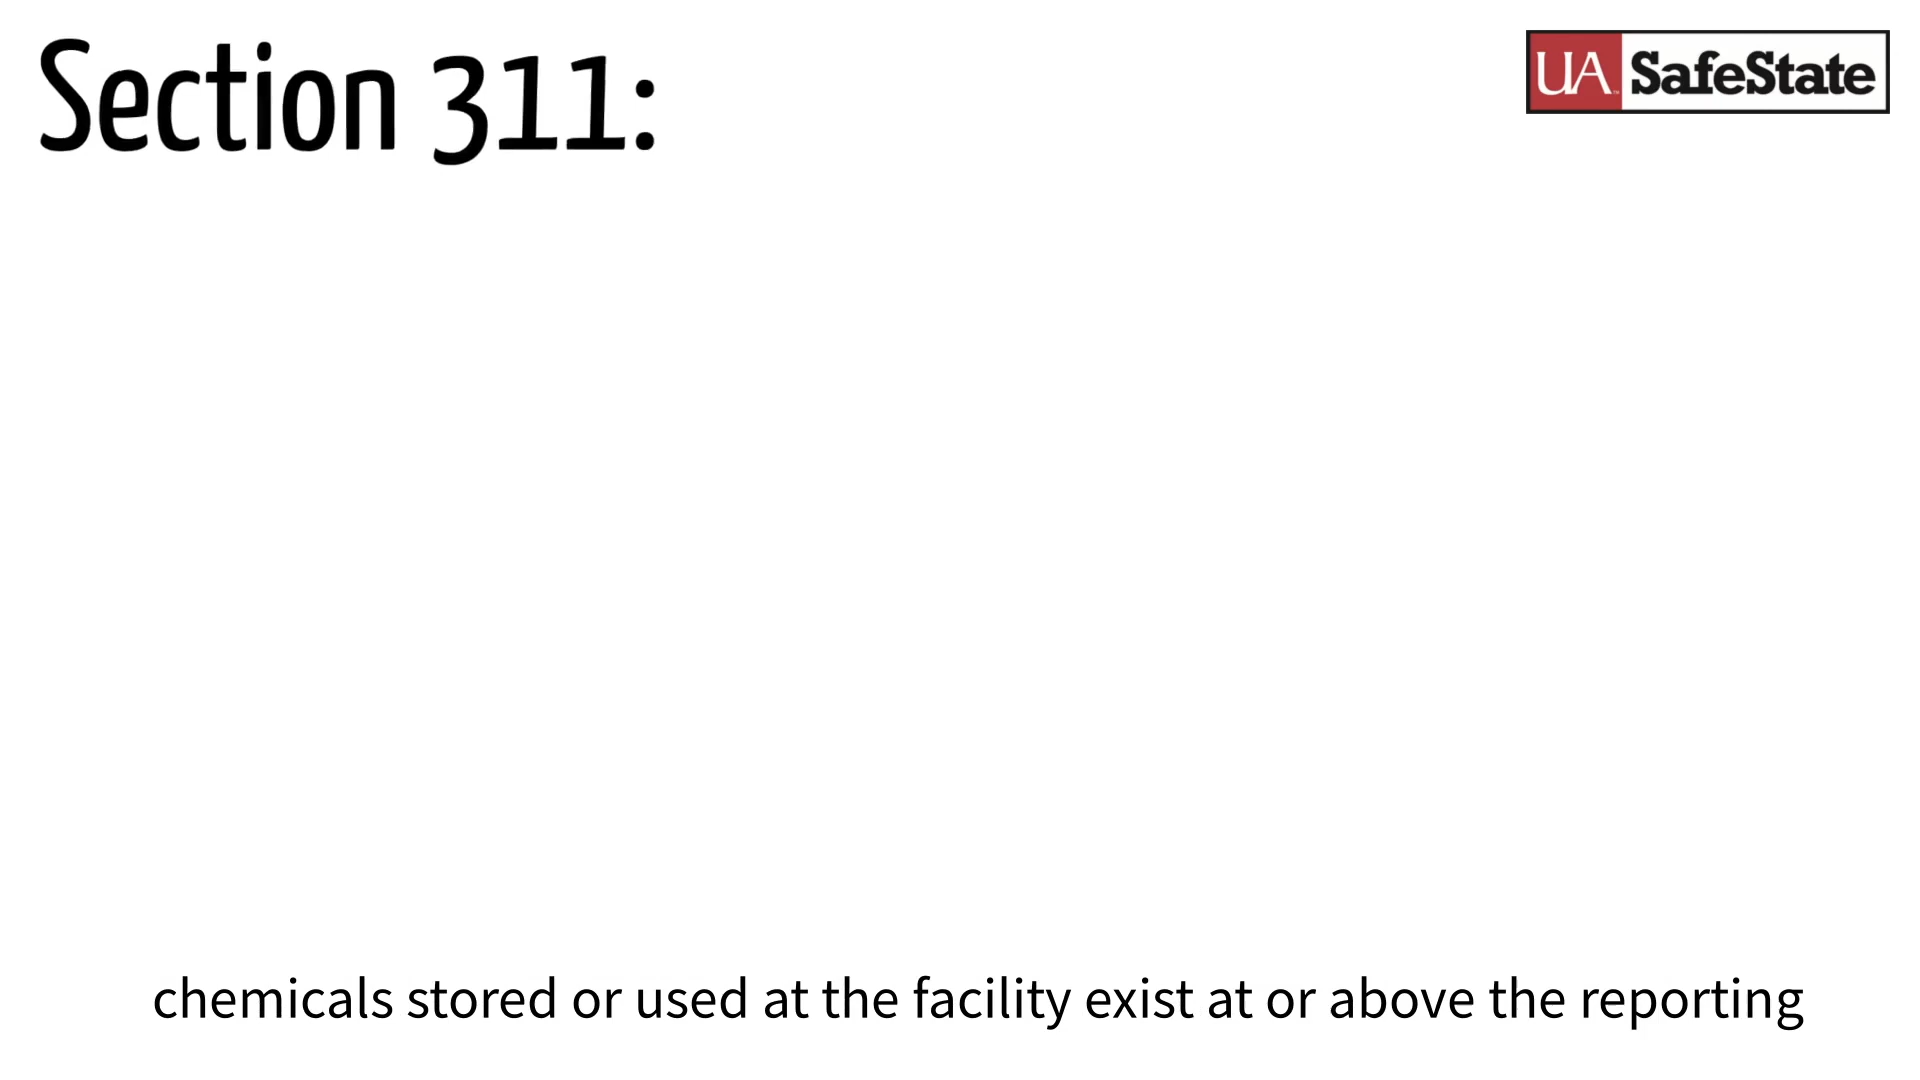 Section 311:
UA SafeState
chemicals stored or used at the facility exist at or above the reporting